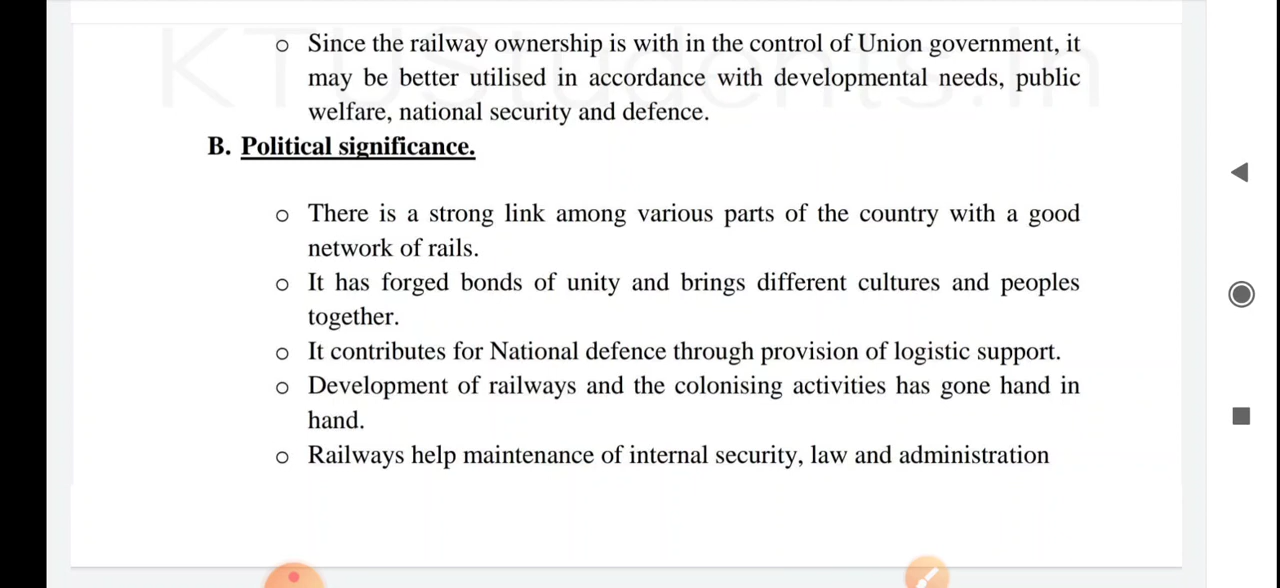 KTUStudents.in
o Since the railway ownership is with in the control of Union government, it
may be better utilised in accordance with developmental needs, public
welfare, national security and defence.
B. Political significance.
o There is a strong link among various parts of the country with a good
network of rails.
o It has forged bonds of unity and brings different cultures and peoples
together.
o It contributes for National defence through provision of logistic support.
o Development of railways and the colonising activities has gone hand in
hand.
o Railways help maintenance of internal security, law and administration